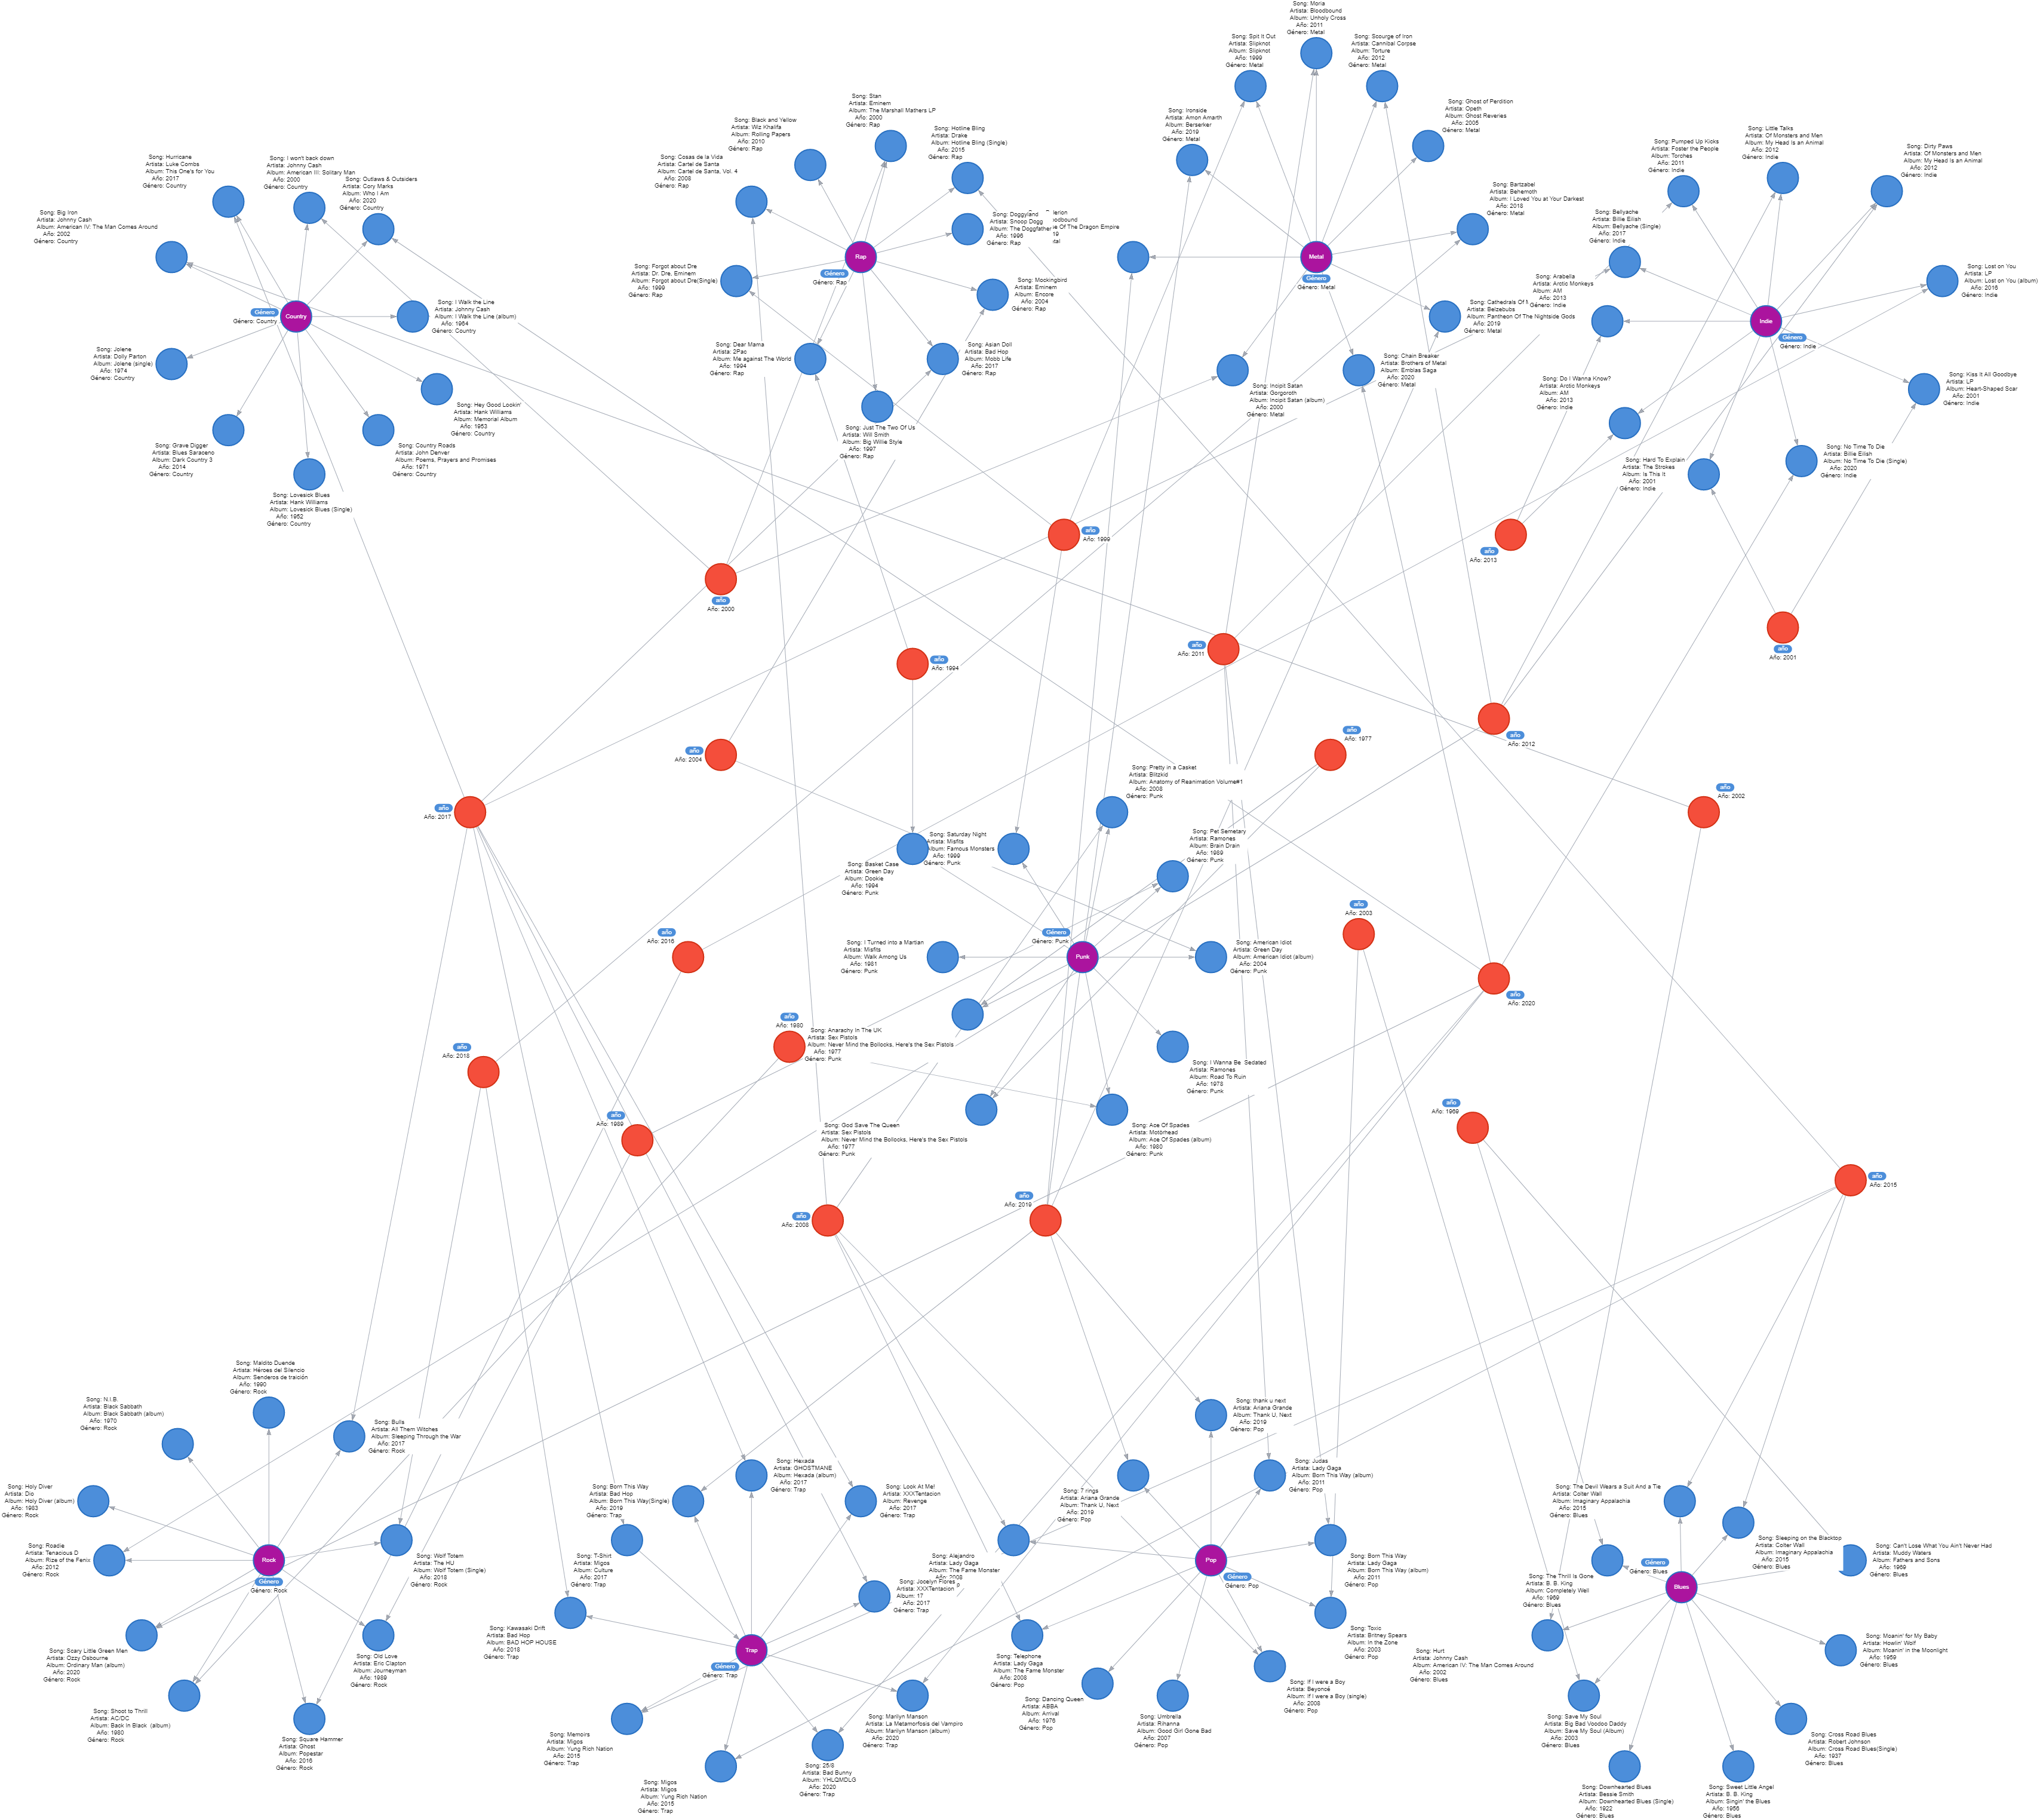 Song: Moria
Artista: Bloodbound
Album: Unholy Cross
Año: 2011
Género: Metal
Song: Spit It Out
Artista: Slipknot
Album: Slipknot
Año: 1999
Género: Metal
Song: Scourge of Iron
Artista: Cannibal Corpse
Album: Torture
Año: 2012
Género: Metal
Song: Ironside
Artista: Amon Amarth
Album: Berserker
Año: 2019
Género: Metal
Song: Ghost of Perdition
Artista: Opeth
Album: Ghost Reveries
Año: 2005
Género: Metal
Song: Bartzabel
Artista: Behemoth
Album: I Loved You at Your Darkest
Año: 2018
Género: Metal
Song: Stan
Artista: Eminem
Album: The Marshall Mathers LP
Año: 2000
Género: Rap
Song: Black and Yellow
Artista: Wiz Khalifa
Album: Rolling Papers
Año: 2010
Género: Rap
Song: Hotline Bling
Artista: Drake
Album: Hotline Bling (Single)
Año: 2015
Género: Rap
Song: Cosas de la Vida
Artista: Cartel de Santa
Album: Cartel de Santa, Vol. 4
Año: 2008
Género: Rap
Song: Doggyland
Artista: Snoop Dogg
Album: The Doggfather
Año: 1996
Género: Rap
erion
odbound
e Of The Dragon Empire
19
tal
Song: Forgot about Dre
Artista: Dr. Dre, Eminem
Album: Forgot about Dre(Single)
Año: 1999
Género: Rap
Song: Mockingbird
Artista: Eminem
Album: Encore
Año: 2004
Género: Rap
Song: Dear Mama
Artista: 2Pac
Album: Me against The World
Año: 1994
Género: Rap
Song: Asian Doll
Artista: Bad Hop
Album: Mobb Life
Año: 2017
Género: Rap
Song: Just The Two Of Us
Artista: Will Smith
Album: Big Willie Style
Año: 1997
Género: Rap
Rap
Género
Género: Rap
Song: Hurricane
Artista: Luke Combs
Album: This One's for You
Año: 2017
Género: Country
Song: I won't back down
Artista: Johnny Cash
Album: American III: Solitary Man
Año: 2000
Género: Country
Song: Outlaws & Outsiders
Artista: Cory Marks
Album: Who I Am
Año: 2020
Género: Country
Song: Big Iron
Artista: Johnny Cash
Album: American IV: The Man Comes Around
Año: 2002
Género: Country
Song: I Walk the Line
Artista: Johnny Cash
Album: I Walk the Line (album)
Año: 1964
Género: Country
Song: Jolene
Artista: Dolly Parton
Album: Jolene (single)
Año: 1974
Género: Country
Song: Hey Good Lookin'
Artista: Hank Williams
Album: Memorial Album
Año: 1953
Género: Country
Song: Grave Digger
Artista: Blues Saraceno
Album: Dark Country 3
Año: 2014
Género: Country
Song: Country Roads
Artista: John Denver
Album: Poems, Prayers and Promises
Año: 1971
Género: Country
Song: Lovesick Blues
Artista: Hank Williams
Album: Lovesick Blues (Single)
Año: 1952
Género: Country
Country
Género
Género: Country
Metal
Género
Género: Metal
Song: Cathedrals Of
Artista: Belzebubs
Album: Pantheon Of The Nightside Gods
Año: 2019
Género: Metal
Song: Chain Breaker
Artista: Brothers of Metal
Album: Emblas Saga
Año: 2020
Género: Metal
Song: Incipit Satan
Artista: Gorgoroth
Album: Incipit Satan (album)
Año: 2000
Género: Metal
Song: Pumped Up Kicks
Artista: Foster the People
Album: Torches
Año: 2011
Género: Indie
Song: Little Talks
Artista: Of Monsters and Men
Album: My Head Is an Animal
Año: 2012
Género: Indie
Song: Dirty Paws
Artista: Of Monsters and Men
Album: My Head Is an Animal
Año: 2012
Género: Indie
Song: Bellyache
Artista: Billie Eilish
Album: Bellyache (Single)
Año: 2017
Género: Indie
Song: Lost on You
Artista: LP
Album: Lost on You (album)
Año: 2016
Género: Indie
Song: Arabella
Artista: Arctic Monkeys
Album: AM
Año: 2013
Género: Indie
Song: Do I Wanna Know?
Artista: Arctic Monkeys
Album: AM
Año: 2013
Género: Indie
Song: Kiss It All Goodbye
Artista: LP
Album: Heart-Shaped Scar
Año: 2001
Género: Indie
Song: Hard To Explain
Artista: The Strokes
Album: Is This It
Año: 2001
Género: Indie
Song: No Time To Die
Artista: Billie Eilish
Album: No Time To Die (Single)
Año: 2020
Género: Indie
Indie
Género
Género: Indie
año
Año: 1999
año
Año: 2013
año
Año: 2000
año
Año: 2001
año
Año: 2011
año
Año: 1994
año
Año: 2012
año
Año: 1977
año
Año: 2004
año
Año: 2002
año
Año: 2017
año
Año: 2003
año
Año: 2016
año
Año: 2020
año
Año: 1980
año
Año: 2018
año
Año: 1989
año
Año: 1969
año
Año: 2015
año
Año: 2019
año
Año: 2008
Song: Pretty in a Casket
Artista: Blitzkid
Album: Anatomy of Reanimation Volume#1
Año: 2008
Género: Punk
Song: Saturday Night
Artista: Misfits
Album: Famous Monsters
Año: 1999
Género: Punk
Song: Pet Semetary
Artista: Ramones
Album: Brain Drain
Año: 1989
Género: Punk
Song: Basket Case
Artista: Green Day
Album: Dookie
Año: 1994
Género: Punk
Song: I Turned into a Martian
Artista: Misfits
Album: Walk Among Us
Año: 1981
Género: Punk
Song: American Idiot
Artista: Green Day
Album: American Idiot (album)
Año: 2004
Género: Punk
Song: Anarachy In The UK
Artista: Sex Pistols
Album: Never Mind the Bollocks, Here's the Sex Pistols
Año: 1977
Género: Punk
Song: I Wanna Be  Sedated
Artista: Ramones
Album: Road To Ruin
Año: 1978
Género: Punk
Song: God Save The Queen
Artista: Sex Pistols
Album: Never Mind the Bollocks, Here's the Sex Pistols
Año: 1977
Género: Punk
Song: Ace Of Spades
Artista: Motörhead
Album: Ace Of Spades (album)
Año: 1980
Género: Punk
Punk
Género
Género: Punk
Song: Maldito Duende
Artista: Héroes del Silencio
Album: Senderos de traición
Año: 1990
Género: Rock
Song: N.I.B.
Artista: Black Sabbath
Album: Black Sabbath (album)
Año: 1970
Género: Rock
Song: Bulls
Artista: All Them Witches
Album: Sleeping Through the War
Año: 2017
Género: Rock
Song: Holy Diver
Artista: Dio
Album: Holy Diver (album)
Año: 1983
Género: Rock
Song: Roadie
Artista: Tenacious D
Album: Rize of the Fenix
Año: 2012
Género: Rock
Song: Wolf Totem
Artista: The HU
Album: Wolf Totem (Single)
Año: 2018
Género: Rock
Song: Scary Little Green Men
Artista: Ozzy Osbourne
Album: Ordinary Man (album)
Año: 2020
Género: Rock
Song: Old Love
Artista: Eric Clapton
Album: Journeyman
Año: 1989
Género: Rock
Song: Shoot to Thrill
Artista: AC/DC
Album: Back In Black  (album)
Año: 1980
Género: Rock
Song: Square Hammer
Artista: Ghost
Album: Popestar
Año: 2016
Género: Rock
Rock
Género
Género: Rock
Song: Hexada
Artista: GHOSTMANE
Album: Hexada (album)
Año: 2017
Género: Trap
Song: Born This Way
Artista: Bad Hop
Album: Born This Way(Single)
Año: 2019
Género: Trap
Song: Look At Me!
Artista: XXXTentacion
Album: Revenge
Año: 2017
Género: Trap
Song: T-Shirt
Artista: Migos
Album: Culture
Año: 2017
Género: Trap
Song: Jocelyn Flores
Artista: XXXTentacion
Album: 17
Año: 2017
Género: Trap
Song: Kawasaki Drift
Artista: Bad Hop
Album: BAD HOP HOUSE
Año: 2018
Género: Trap
Song: Memoirs
Artista: Migos
Album: Yung Rich Nation
Año: 2015
Género: Trap
Song: Marilyn Manson
Artista: La Metamorfosis del Vampiro
Album: Marilyn Manson (album)
Año: 2020
Género: Trap
Song: Migos
Artista: Migos
Album: Yung Rich Nation
Año: 2015
Género: Trap
Song: 25/8
Artista: Bad Bunny
Album: YHLQMDLG
Año: 2020
Género: Trap
Trap
Género
Género: Trap
Song: thank u next
Artista: Ariana Grande
Album: Thank U, Next
Año: 2019
Género: Pop
Song: 7 rings
Artista: Ariana Grande
Album: Thank U, Next
Año: 2019
Género: Pop
Song: Judas
Artista: Lady Gaga
Album: Born This Way (album)
Año: 2011
Género: Pop
Song: Alejandro
Artista: Lady Gaga
Album: The Fame Monster
Año: 2008
Song: Born This Way
Artista: Lady Gaga
Album: Born This Way (album)
Año: 2011
Género: Pop
Song: Telephone
Artista: Lady Gaga
Album: The Fame Monster
Año: 2008
Género: Pop
Song: Toxic
Artista: Britney Spears
Album: In the Zone
Año: 2003
Género: Pop
Song: Dancing Queen
Artista: ABBA
Album: Arrival
Año: 1976
Género: Pop
Song: Umbrella
Artista: Rihanna
Album: Good Girl Gone Bad
Año: 2007
Género: Pop
Song: If I were a Boy
Artista: Beyoncé
Album: If I were a Boy (single)
Año: 2008
Género: Pop
Pop
Género
Género: Pop
Song: The Devil Wears a Suit And a Tie
Artista: Colter Wall
Album: Imaginary Appalachia
Año: 2015
Género: Blues
Song: Sleeping on the Blacktop
Artista: Colter Wall
Album: Imaginary Appalachia
Año: 2015
Género: Blues
Song: Can't Lose What You Ain't Never Had
Artista: Muddy Waters
Album: Fathers and Sons
Año: 1969
Género: Blues
Song: The Thrill Is Gone
Artista: B. B. King
Album: Completely Well
Año: 1969
Género: Blues
Song: Hurt
Artista: Johnny Cash
Album: American IV: The Man Comes Around
Año: 2002
Género: Blues
Song: Moanin' for My Baby
Artista: Howlin' Wolf
Album: Moanin' in the Moonlight
Año: 1959
Género: Blues
Song: Save My Soul
Artista: Big Bad Voodoo Daddy
Album: Save My Soul (Album)
Año: 2003
Género: Blues
Song: Cross Road Blues
Artista: Robert Johnson
Album: Cross Road Blues(Single)
Año: 1937
Género: Blues
Song: Downhearted Blues
Artista: Bessie Smith
Album: Downhearted Blues (Single)
Año: 1922
Género: Blues
Song: Sweet Little Angel
Artista: B. B. King
Album: Singin' the Blues
Año: 1956
Género: Blues
Blues
Género
Género: Blues